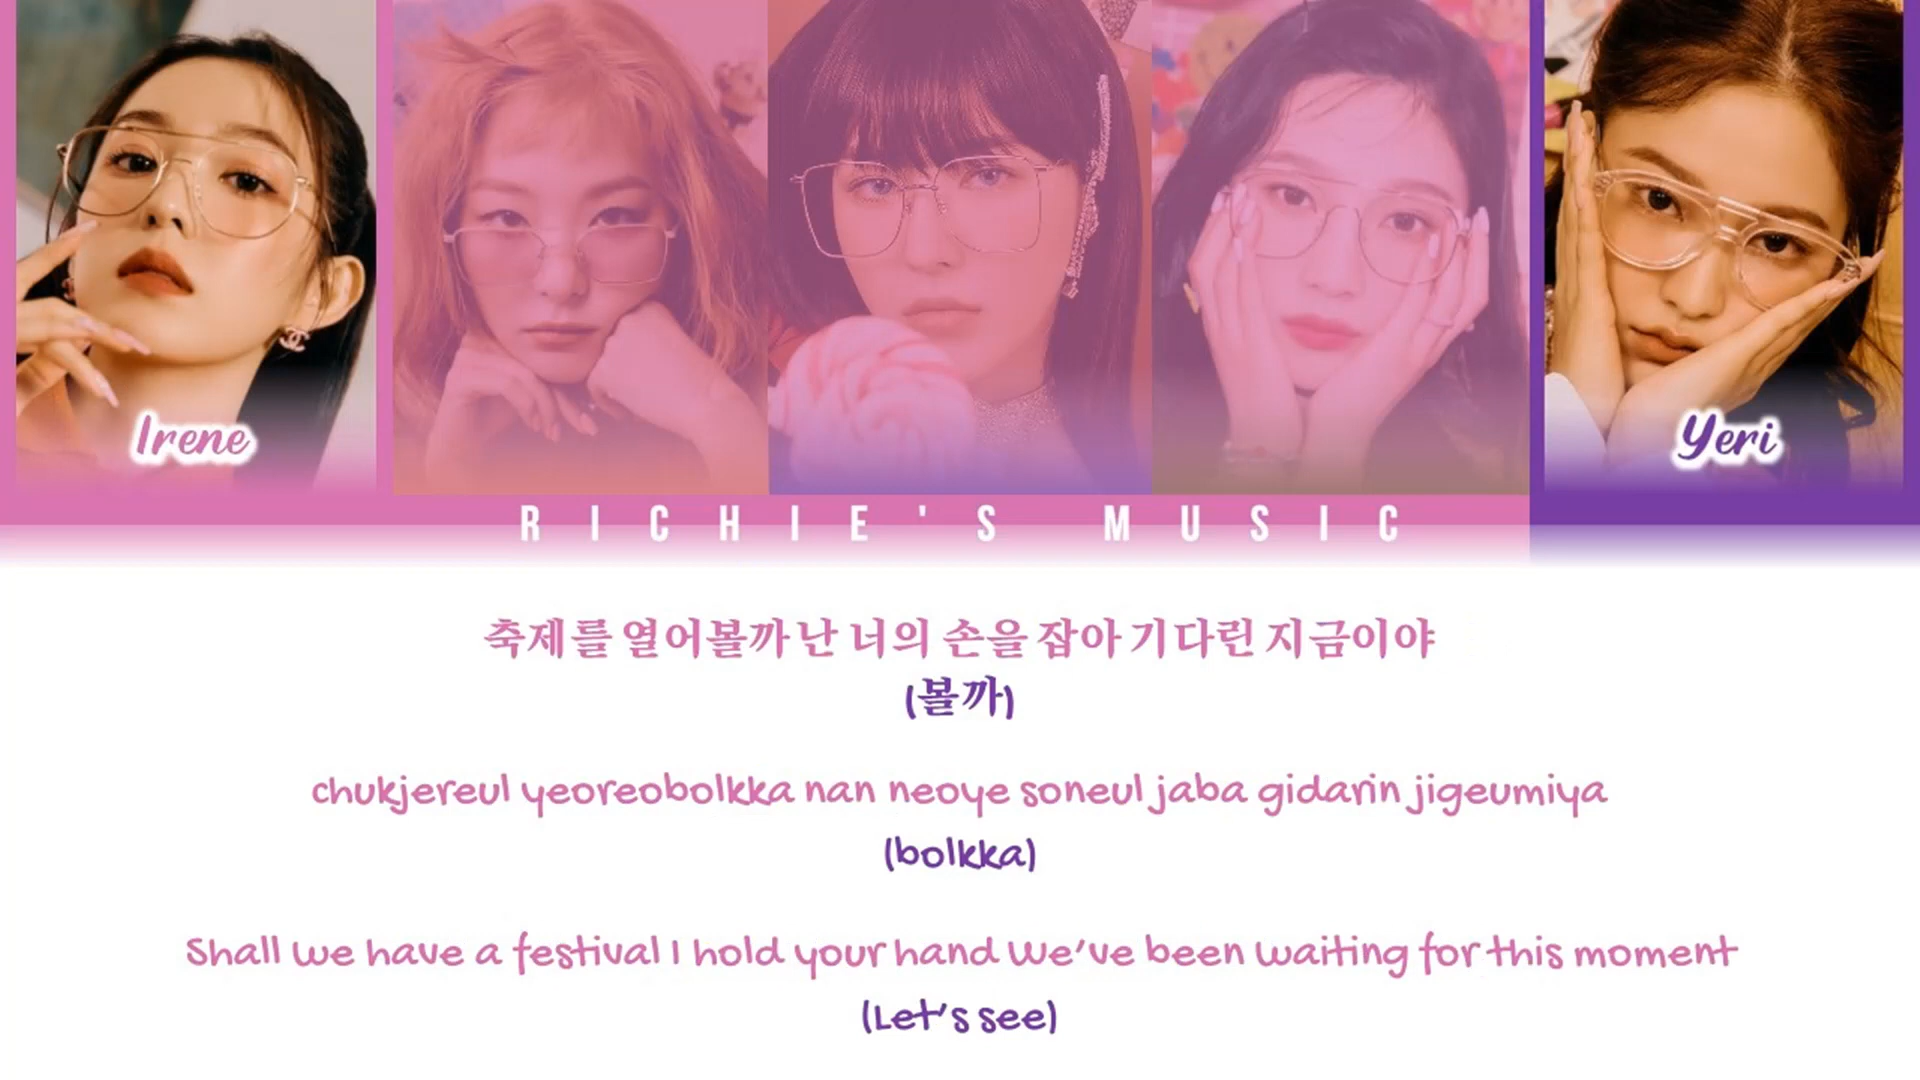 Irene
Yeri
RICHIE'S MUSIC
축제를 열어볼까 난 너의 손을 잡아 기다린 지금이야
(볼까)
chukjereul yeoreobolkka nan neoye soneul jaba gidarin jigeumiya
(bolkka)
Shall we have a festival I hold your hand We've been waiting for this moment
(Let's see)